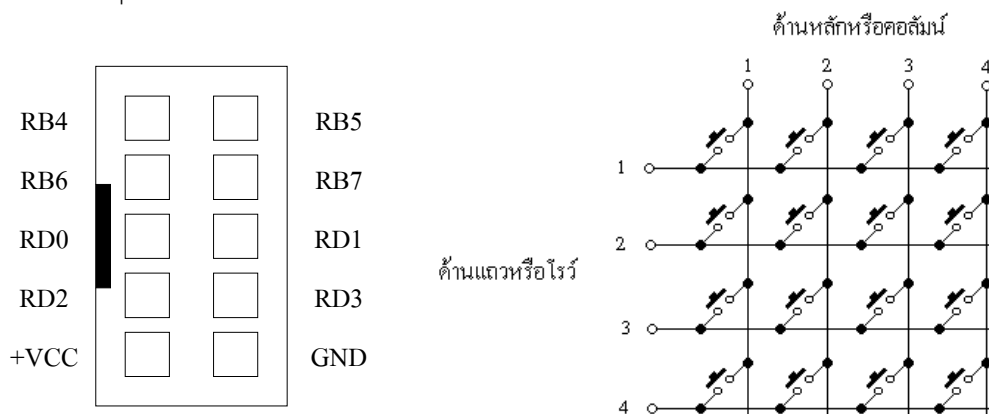 ด้านหลักหรือคอลัมน์
1 2 3 4
RB4 RB5
RB6 RB7
RD0 RD1
RD2 RD3
+VCC GND
ด้านแถวหรือโรว์
1
2
3
4